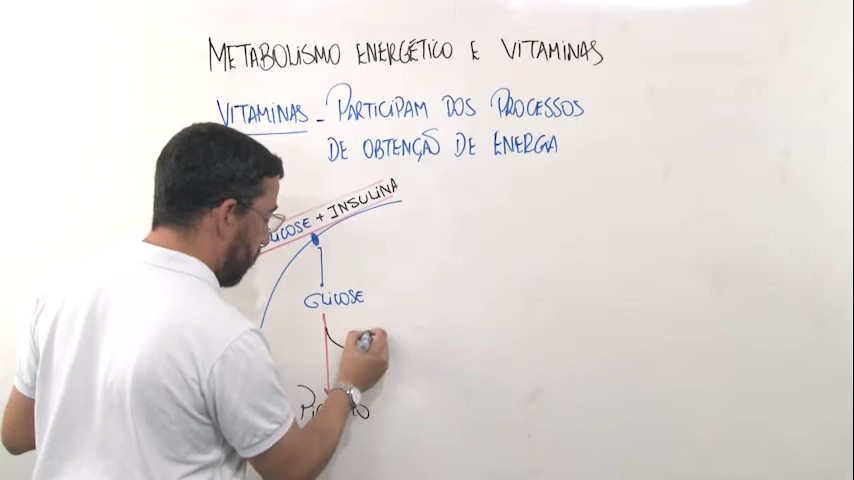 METABOLISMO ENERGÉTICO E VITAMINAS
VITAMINAS - PARTICIPAM DOS PROCESSOS
DE OBTENÇÃO DE ENERGIA
+ INSULINA
GLICOSE